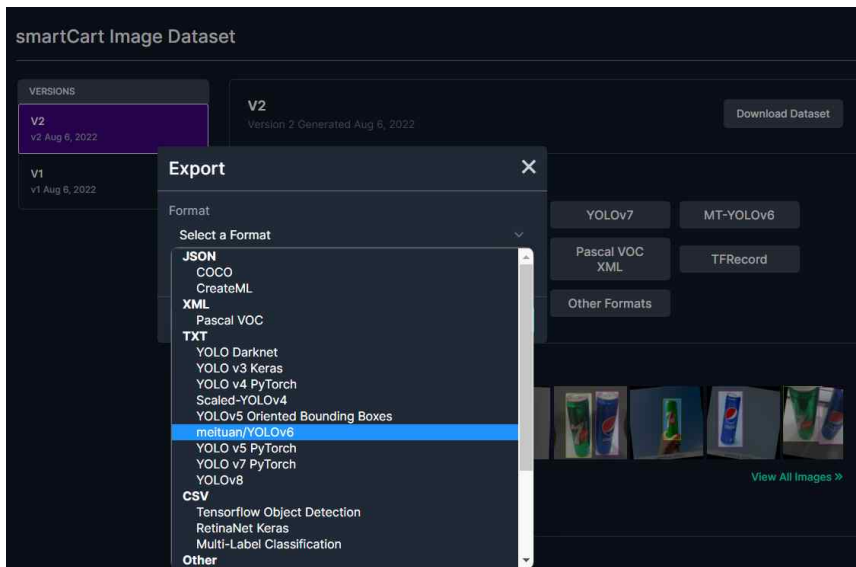 smartCart Image Dataset
VERSIONS
V2
v2 Aug 6, 2022
V1
v1 Aug 6, 2022
V2
Version 2 Generated Aug 6, 2022
Download Dataset
Export
Format
Select a Format
JSON
COCO
CreateML
XML
Pascal VOC
TXT
YOLO Darknet
YOLO v3 Keras
YOLO v4 PyTorch
Scaled-YOLOv4
YOLOv5 Oriented Bounding Boxes
meituan/YOLOv6
YOLO v5 PyTorch
YOLO v7 PyTorch
YOLOv8
CSV
Tensorflow Object Detection
RetinaNet Keras
Multi-Label Classification
Other
YOLOv7
MT-YOLOv6
Pascal VOC
XML
TFRecord
Other Formats
View All Images »